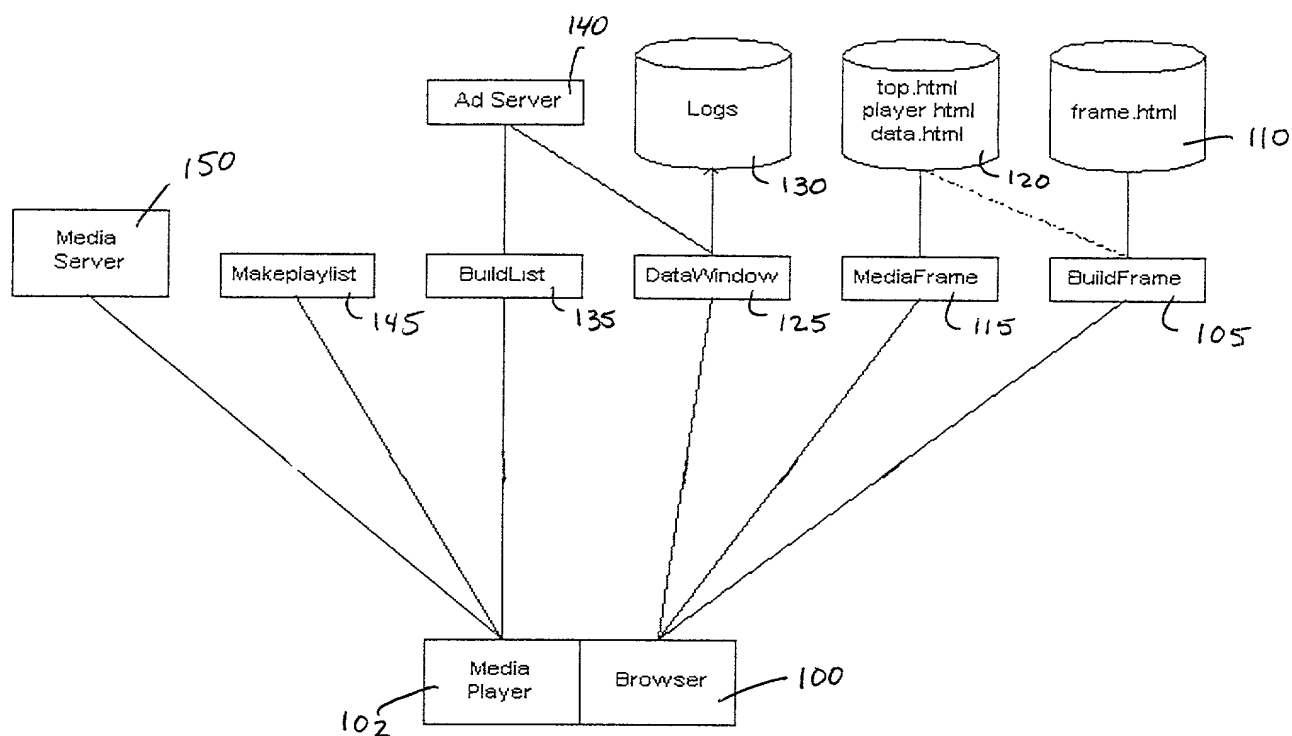 140
Ad Server
Logs
top.html
player html
data.html
frame.html
110
150
130
120
Media
Server
Makeplaylist
BuildList
DataWindow
MediaFrame
BuildFrame
145
135
125
115
105
Media
Player
Browser
100
102